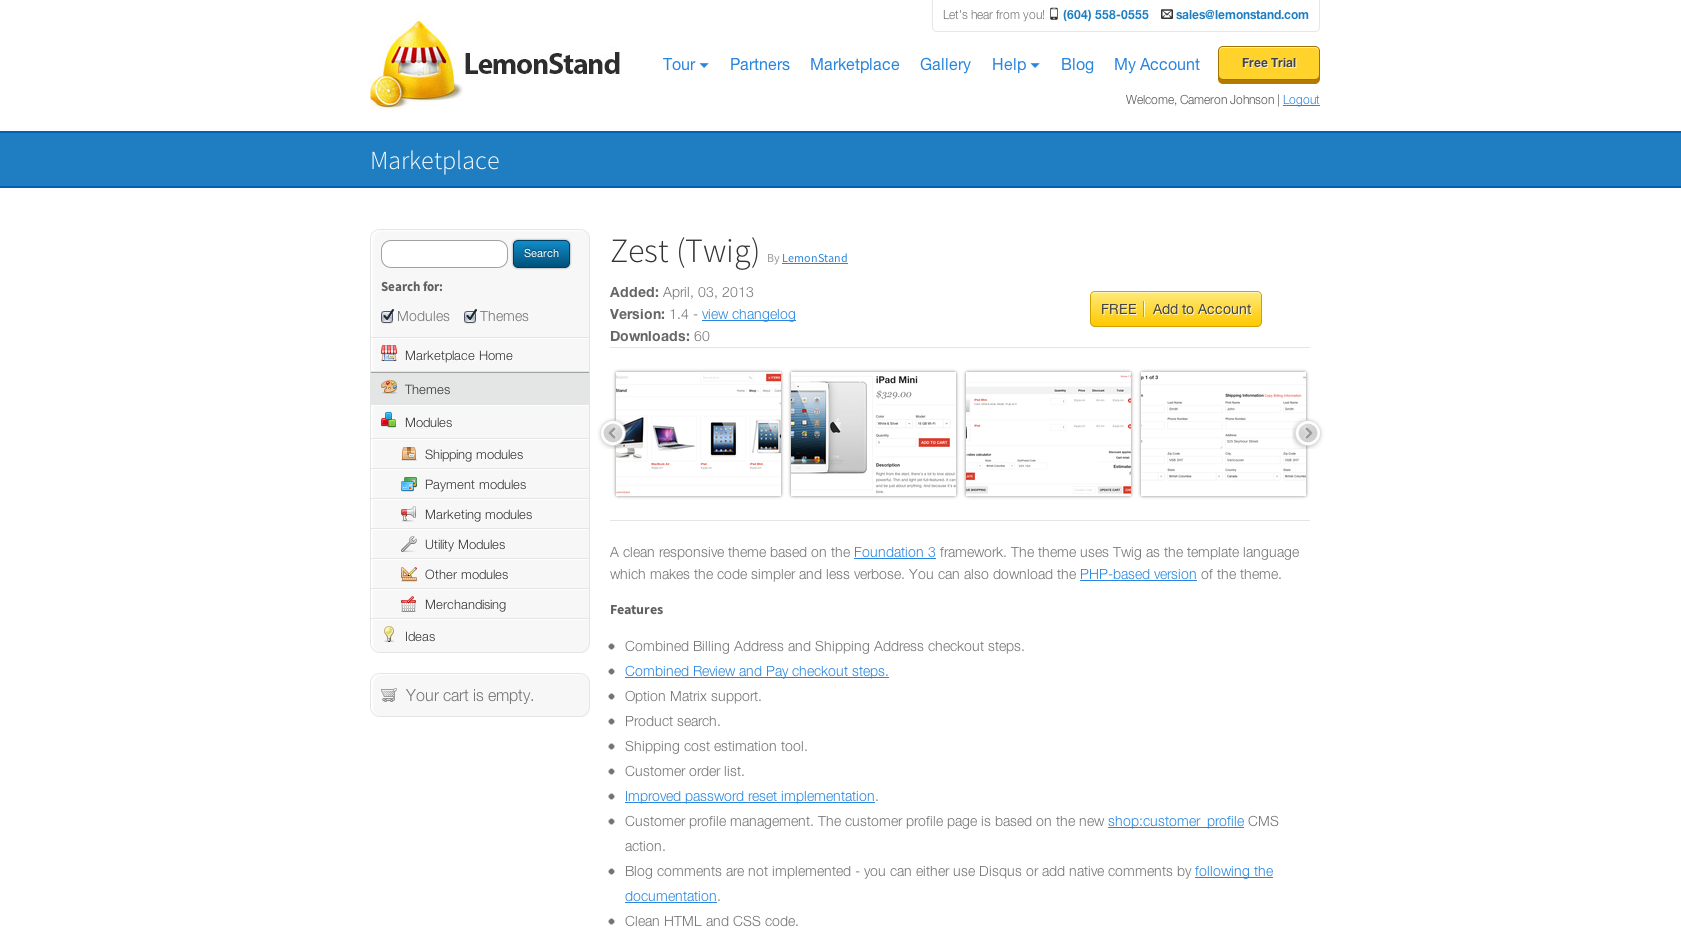 Let's hear from you! (604) 558-0555 sales@lemonstand.com
LemonStand
Tour Partners Marketplace Gallery Help Blog My Account Free Trial
Welcome, Cameron Johnson | Logout
Marketplace
Search
Search for:
Modules Themes
Marketplace Home
Themes
Modules
Shipping modules
Payment modules
Marketing modules
Utility Modules
Other modules
Merchandising
Ideas
Your cart is empty.
Zest (Twig) By LemonStand
Added: April, 03, 2013
Version: 1.4 - view changelog
Downloads: 60
FREE Add to Account
iPad Mini
$329.00
ADD TO CART
Description
A clean responsive theme based on the Foundation 3 framework. The theme uses Twig as the template language
which makes the code simpler and less verbose. You can also download the PHP-based version of the theme.
Features
Combined Billing Address and Shipping Address checkout steps.
Combined Review and Pay checkout steps.
Option Matrix support.
Product search.
Shipping cost estimation tool.
Customer order list.
Improved password reset implementation.
Customer profile management. The customer profile page is based on the new shop:customer_profile CMS
action.
Blog comments are not implemented - you can either use Disqus or add native comments by following the
documentation.
Clean HTML and CSS code.